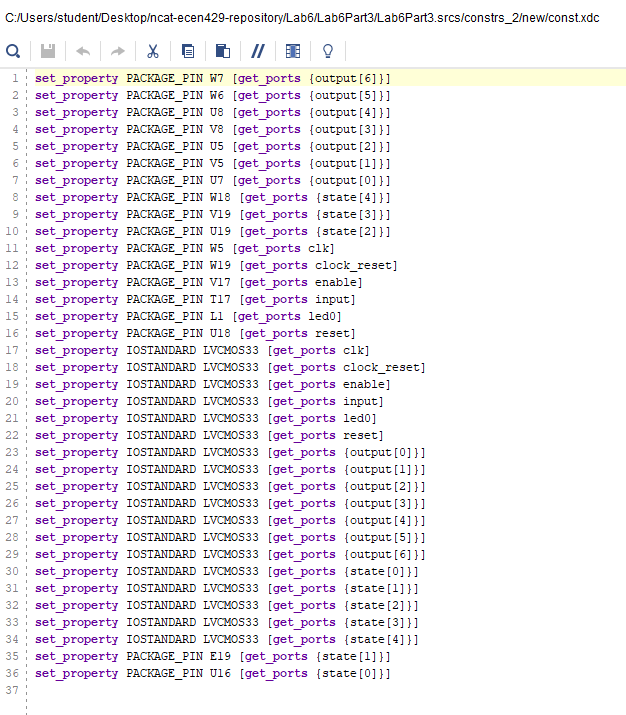 C:/Users/student/Desktop/ncat-ecen429-repository/Lab6/Lab6Part3/Lab6Part3.srcs/constrs_2/new/const.xdc
1 set_property PACKAGE_PIN W7 [get_ports {output[6]}]
2 set_property PACKAGE_PIN W6 [get_ports {output[5]}]
3 set_property PACKAGE_PIN U8 [get_ports {output[4]}]
4 set_property PACKAGE_PIN V8 [get_ports {output[3]}]
5 set_property PACKAGE_PIN U5 [get_ports {output[2]}]
6 set_property PACKAGE_PIN V5 [get_ports {output[1]}]
7 set_property PACKAGE_PIN U7 [get_ports {output[0]}]
8 set_property PACKAGE_PIN W18 [get_ports {state[4]}]
9 set_property PACKAGE_PIN V19 [get_ports {state[3]}]
10 set_property PACKAGE_PIN U19 [get_ports {state[2]}]
11 set_property PACKAGE_PIN W5 [get_ports clk]
12 set_property PACKAGE_PIN W19 [get_ports clock_reset]
13 set_property PACKAGE_PIN V17 [get_ports enable]
14 set_property PACKAGE_PIN T17 [get_ports input]
15 set_property PACKAGE_PIN L1 [get_ports led0]
16 set_property PACKAGE_PIN U18 [get_ports reset]
17 set_property IOSTANDARD LVCMOS33 [get_ports clk]
18 set_property IOSTANDARD LVCMOS33 [get_ports clock_reset]
19 set_property IOSTANDARD LVCMOS33 [get_ports enable]
20 set_property IOSTANDARD LVCMOS33 [get_ports input]
21 set_property IOSTANDARD LVCMOS33 [get_ports led0]
22 set_property IOSTANDARD LVCMOS33 [get_ports reset]
23 set_property IOSTANDARD LVCMOS33 [get_ports {output[0]}]
24 set_property IOSTANDARD LVCMOS33 [get_ports {output[1]}]
25 set_property IOSTANDARD LVCMOS33 [get_ports {output[2]}]
26 set_property IOSTANDARD LVCMOS33 [get_ports {output[3]}]
27 set_property IOSTANDARD LVCMOS33 [get_ports {output[4]}]
28 set_property IOSTANDARD LVCMOS33 [get_ports {output[5]}]
29 set_property IOSTANDARD LVCMOS33 [get_ports {output[6]}]
30 set_property IOSTANDARD LVCMOS33 [get_ports {state[0]}]
31 set_property IOSTANDARD LVCMOS33 [get_ports {state[1]}]
32 set_property IOSTANDARD LVCMOS33 [get_ports {state[2]}]
33 set_property IOSTANDARD LVCMOS33 [get_ports {state[3]}]
34 set_property IOSTANDARD LVCMOS33 [get_ports {state[4]}]
35 set_property PACKAGE_PIN E19 [get_ports {state[1]}]
36 set_property PACKAGE_PIN U16 [get_ports {state[0]}]
37